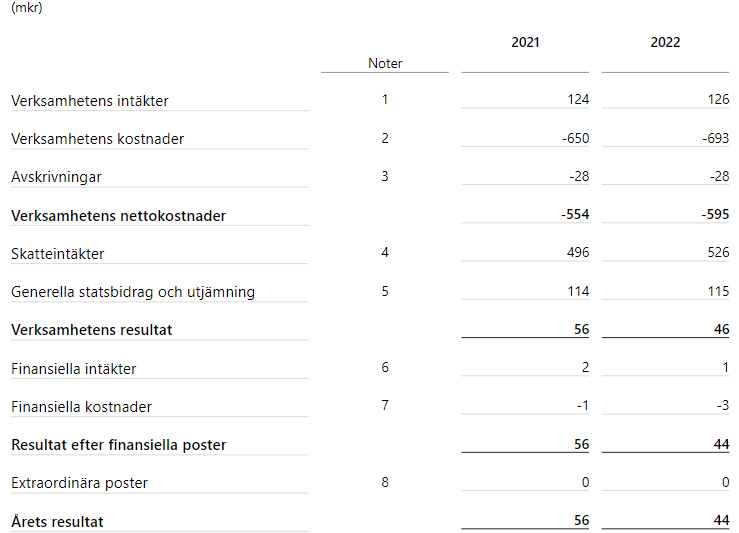 (mkr)
2021 2022
Noter
Verksamhetens intäkter 1 124 126
Verksamhetens kostnader 2 -650 -693
Avskrivningar 3 -28 -28
Verksamhetens nettokostnader -554 -595
Skatteintäkter 4 496 526
Generella statsbidrag och utjämning 5 114 115
Verksamhetens resultat 56 46
Finansiella intäkter 6 2 1
Finansiella kostnader 7 -1 -3
Resultat efter finansiella poster 56 44
Extraordinära poster 8 0 0
Årets resultat 56 44